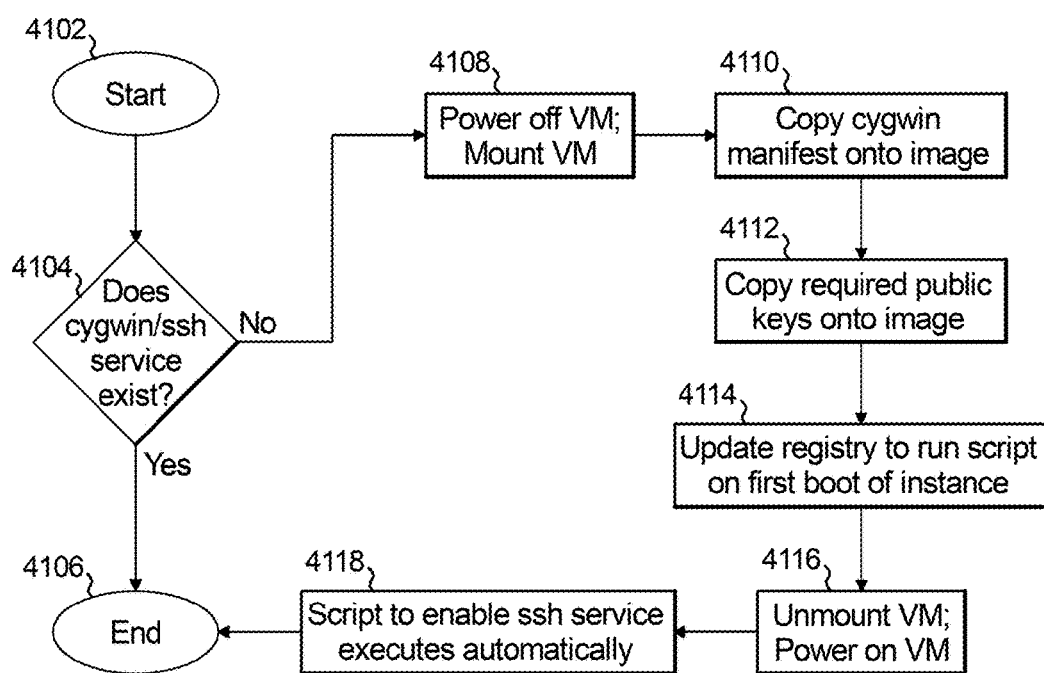 4102
Start
4104
Does
cygwin/ssh
service
exist?
No
Yes
4106
End
4108
Power off VM;
Mount VM
4110
Copy cygwin
manifest onto image
4112
Copy required public
keys onto image
4114
Update registry to run script
on first boot of instance
4116
Unmount VM;
Power on VM
4118
Script to enable ssh service
executes automatically